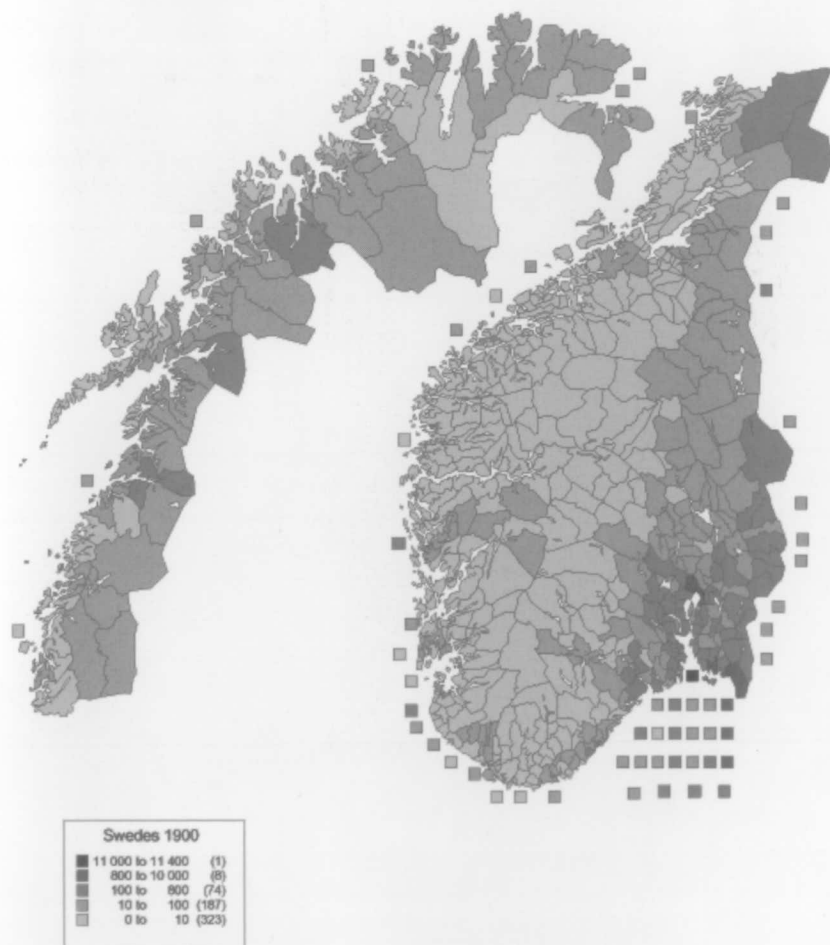 Swedes 1900
11 000 to 11 400 (1)
800 to 10 000 (8)
100 to 800 (74)
10 to 100 (187)
0 to 10 (323)